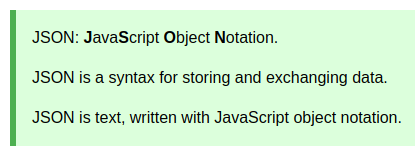 JSON: JavaScript Object Notation.
JSON is a syntax for storing and exchanging data.
JSON is text, written with JavaScript object notation.